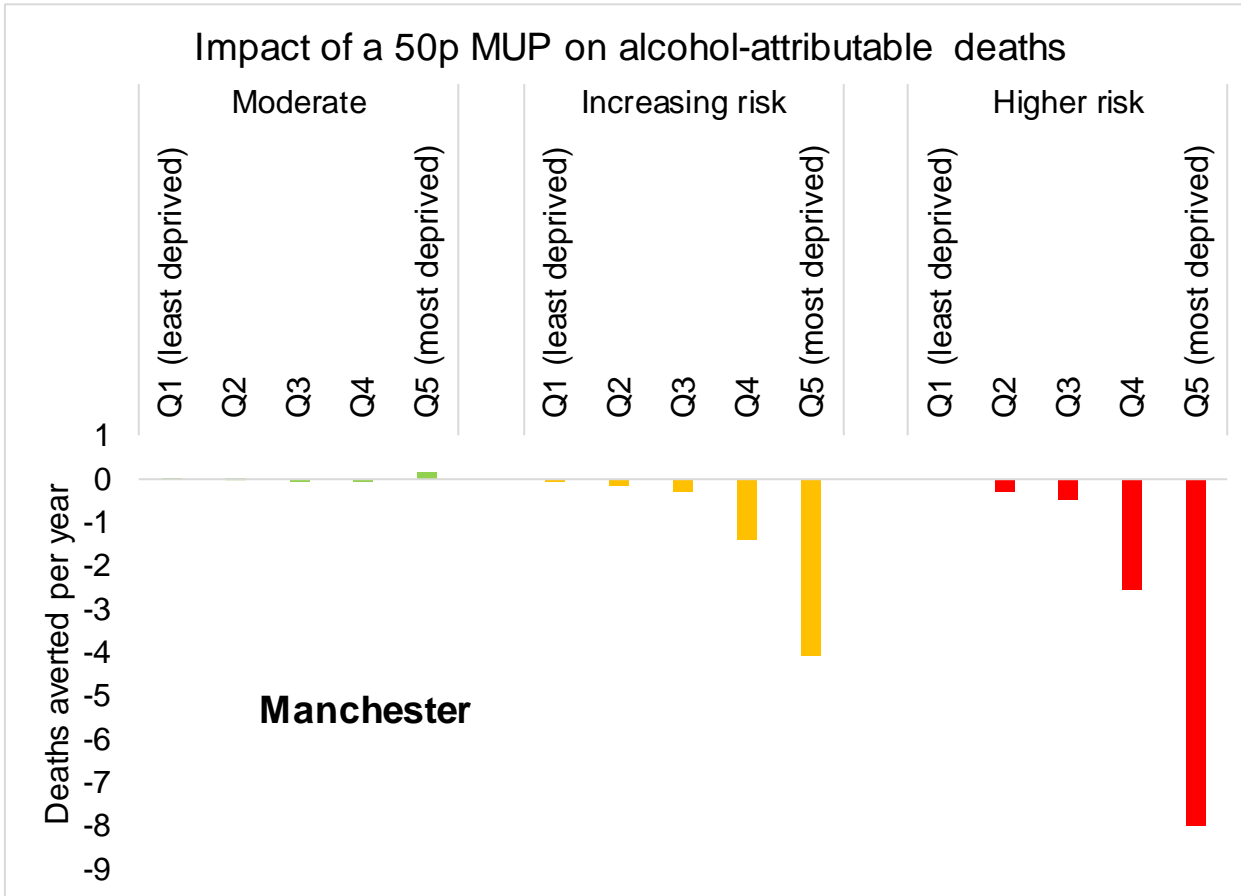 Impact of a 50p MUP on alcohol-attributable deaths
Moderate
Increasing risk
Higher risk
Q1 (least deprived)
Q2
Q3
Q4
Q5 (most deprived)
Q1 (least deprived)
Q2
Q3
Q4
Q5 (most deprived)
Q1 (least deprived)
Q2
Q3
Q4
Q5 (most deprived)
Deaths averted per year
1
0
-1
-2
-3
-4
-5
-6
-7
-8
-9
Manchester